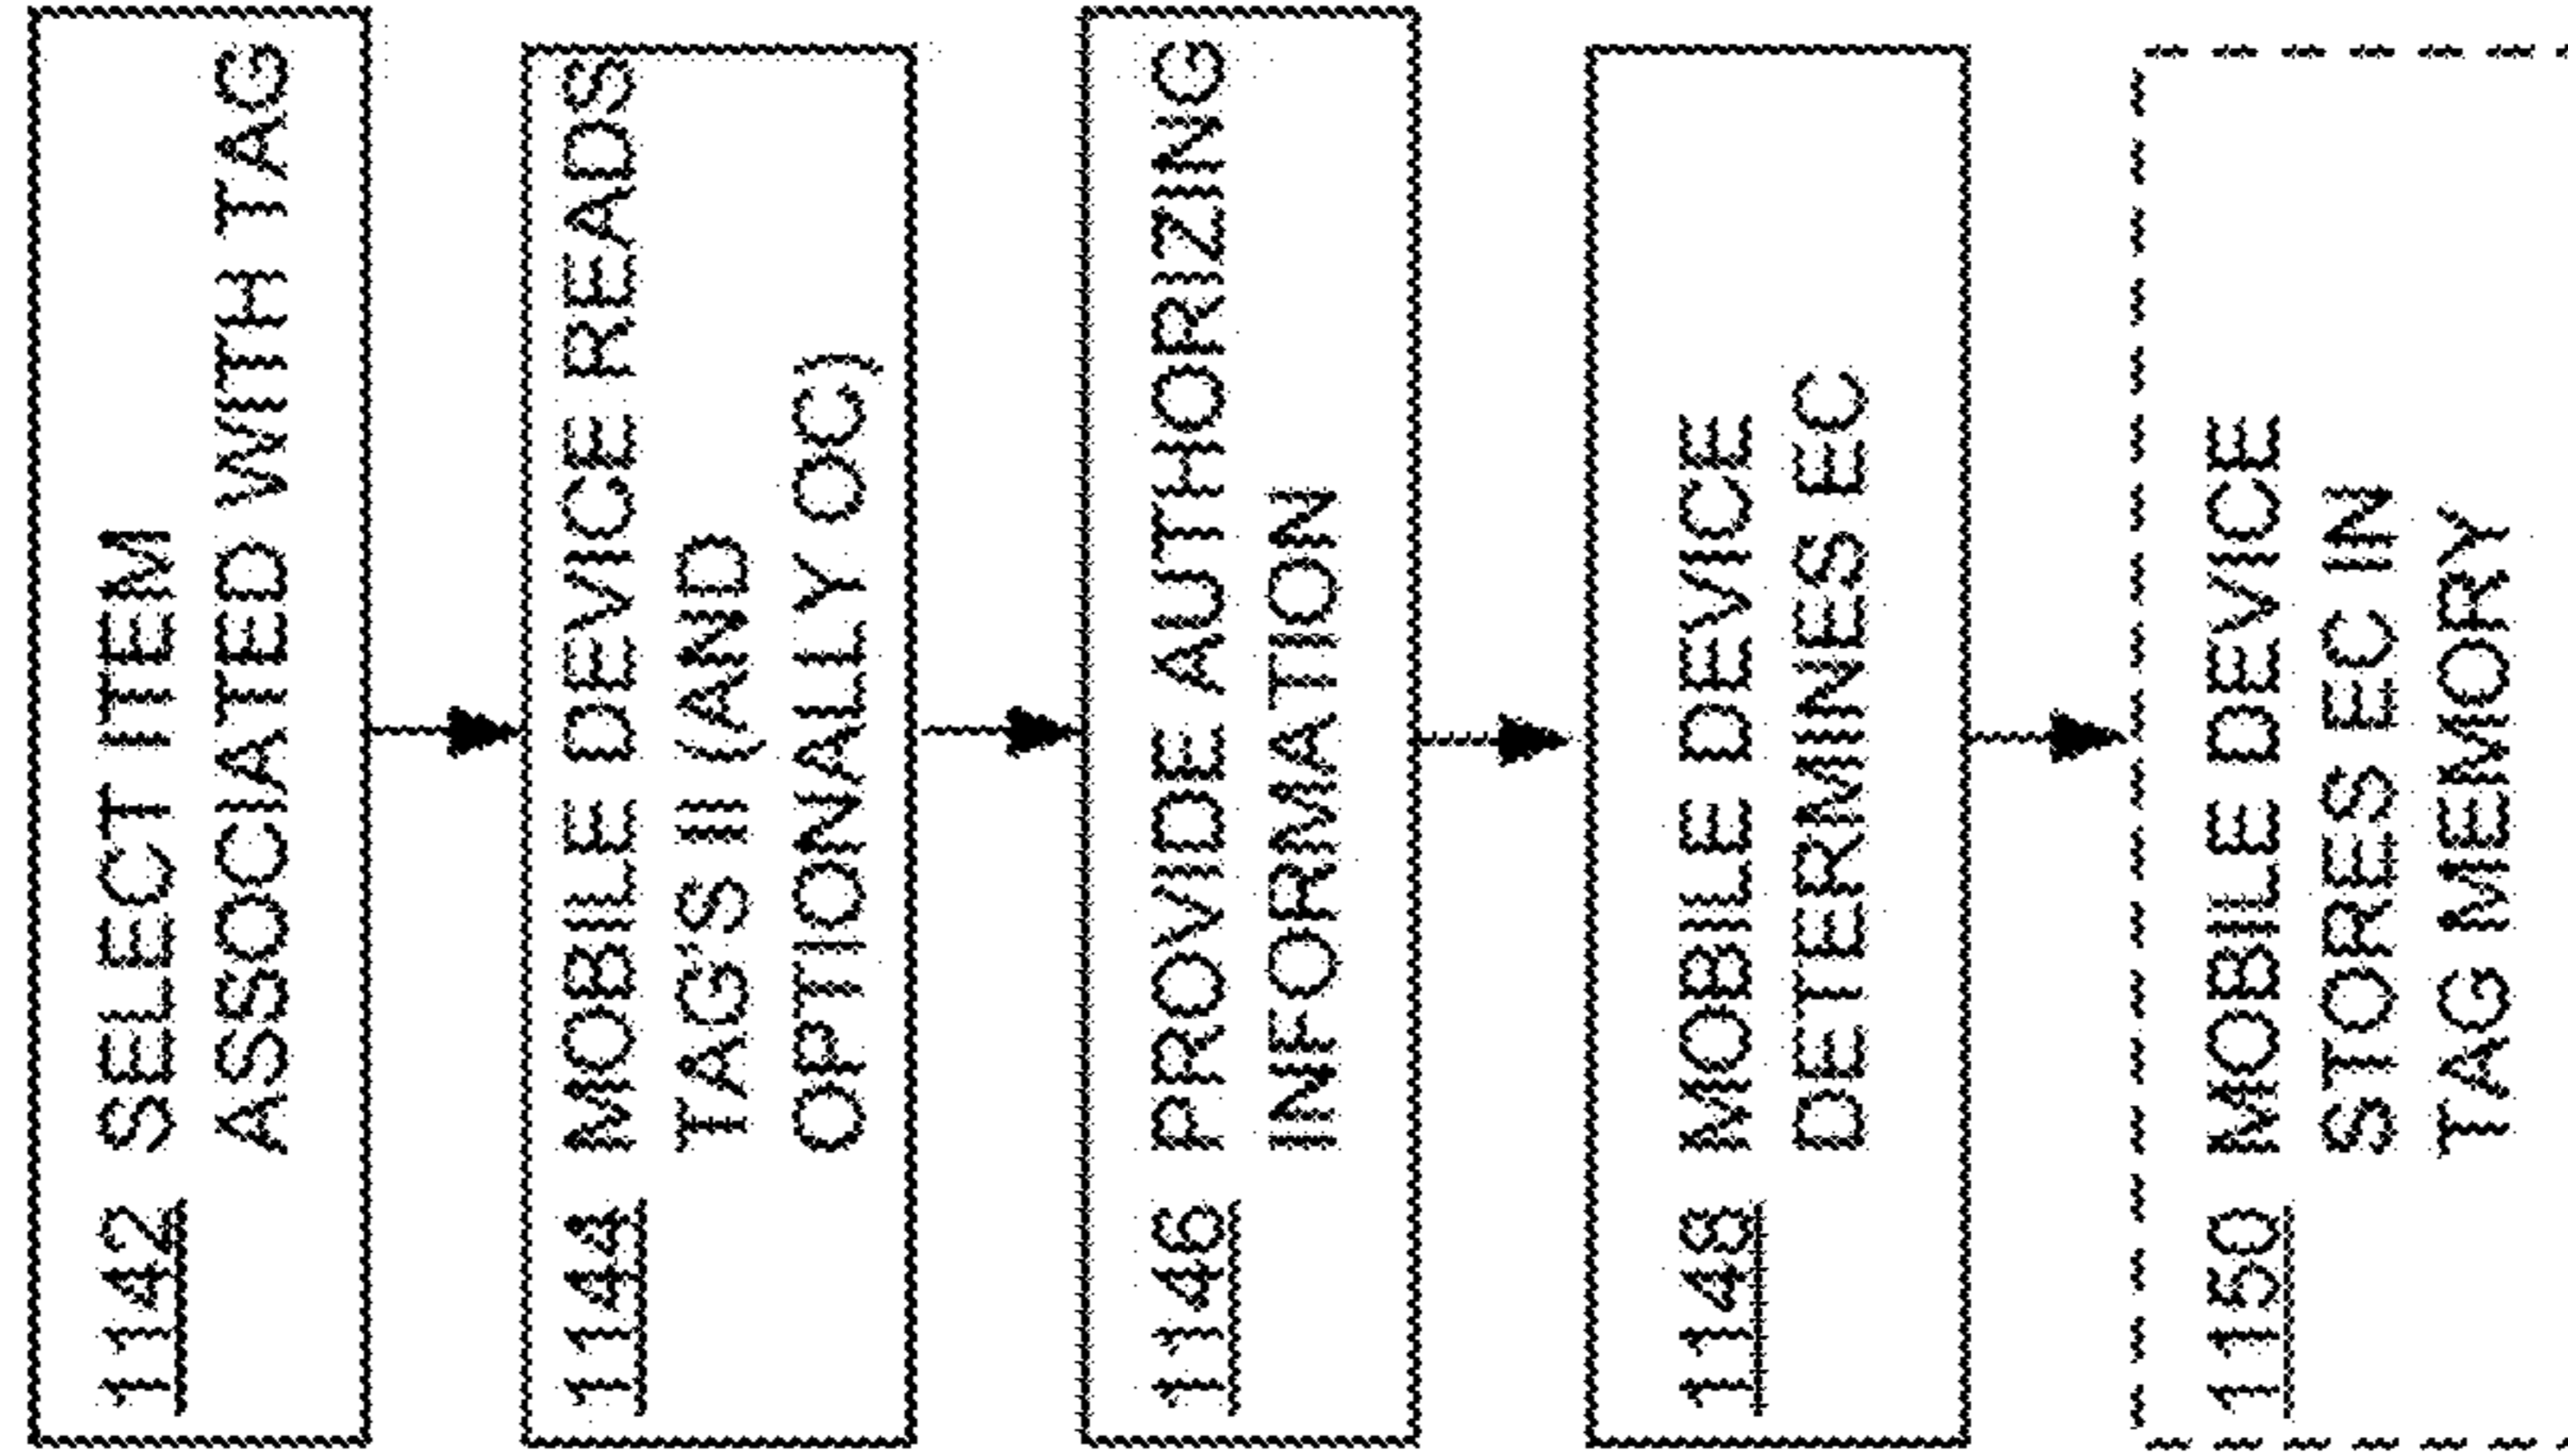 1142 SELECT ITEM
ASSOCIATED WITH TAG
1144 MOBILE DEVICE READS
TAG'S II (AND
OPTIONALLY OC)
1146 PROVIDE AUTHORIZING
INFORMATION
1148 MOBILE DEVICE
DETERMINES EC
1150 MOBILE DEVICE
STORES EC IN
TAG MEMORY